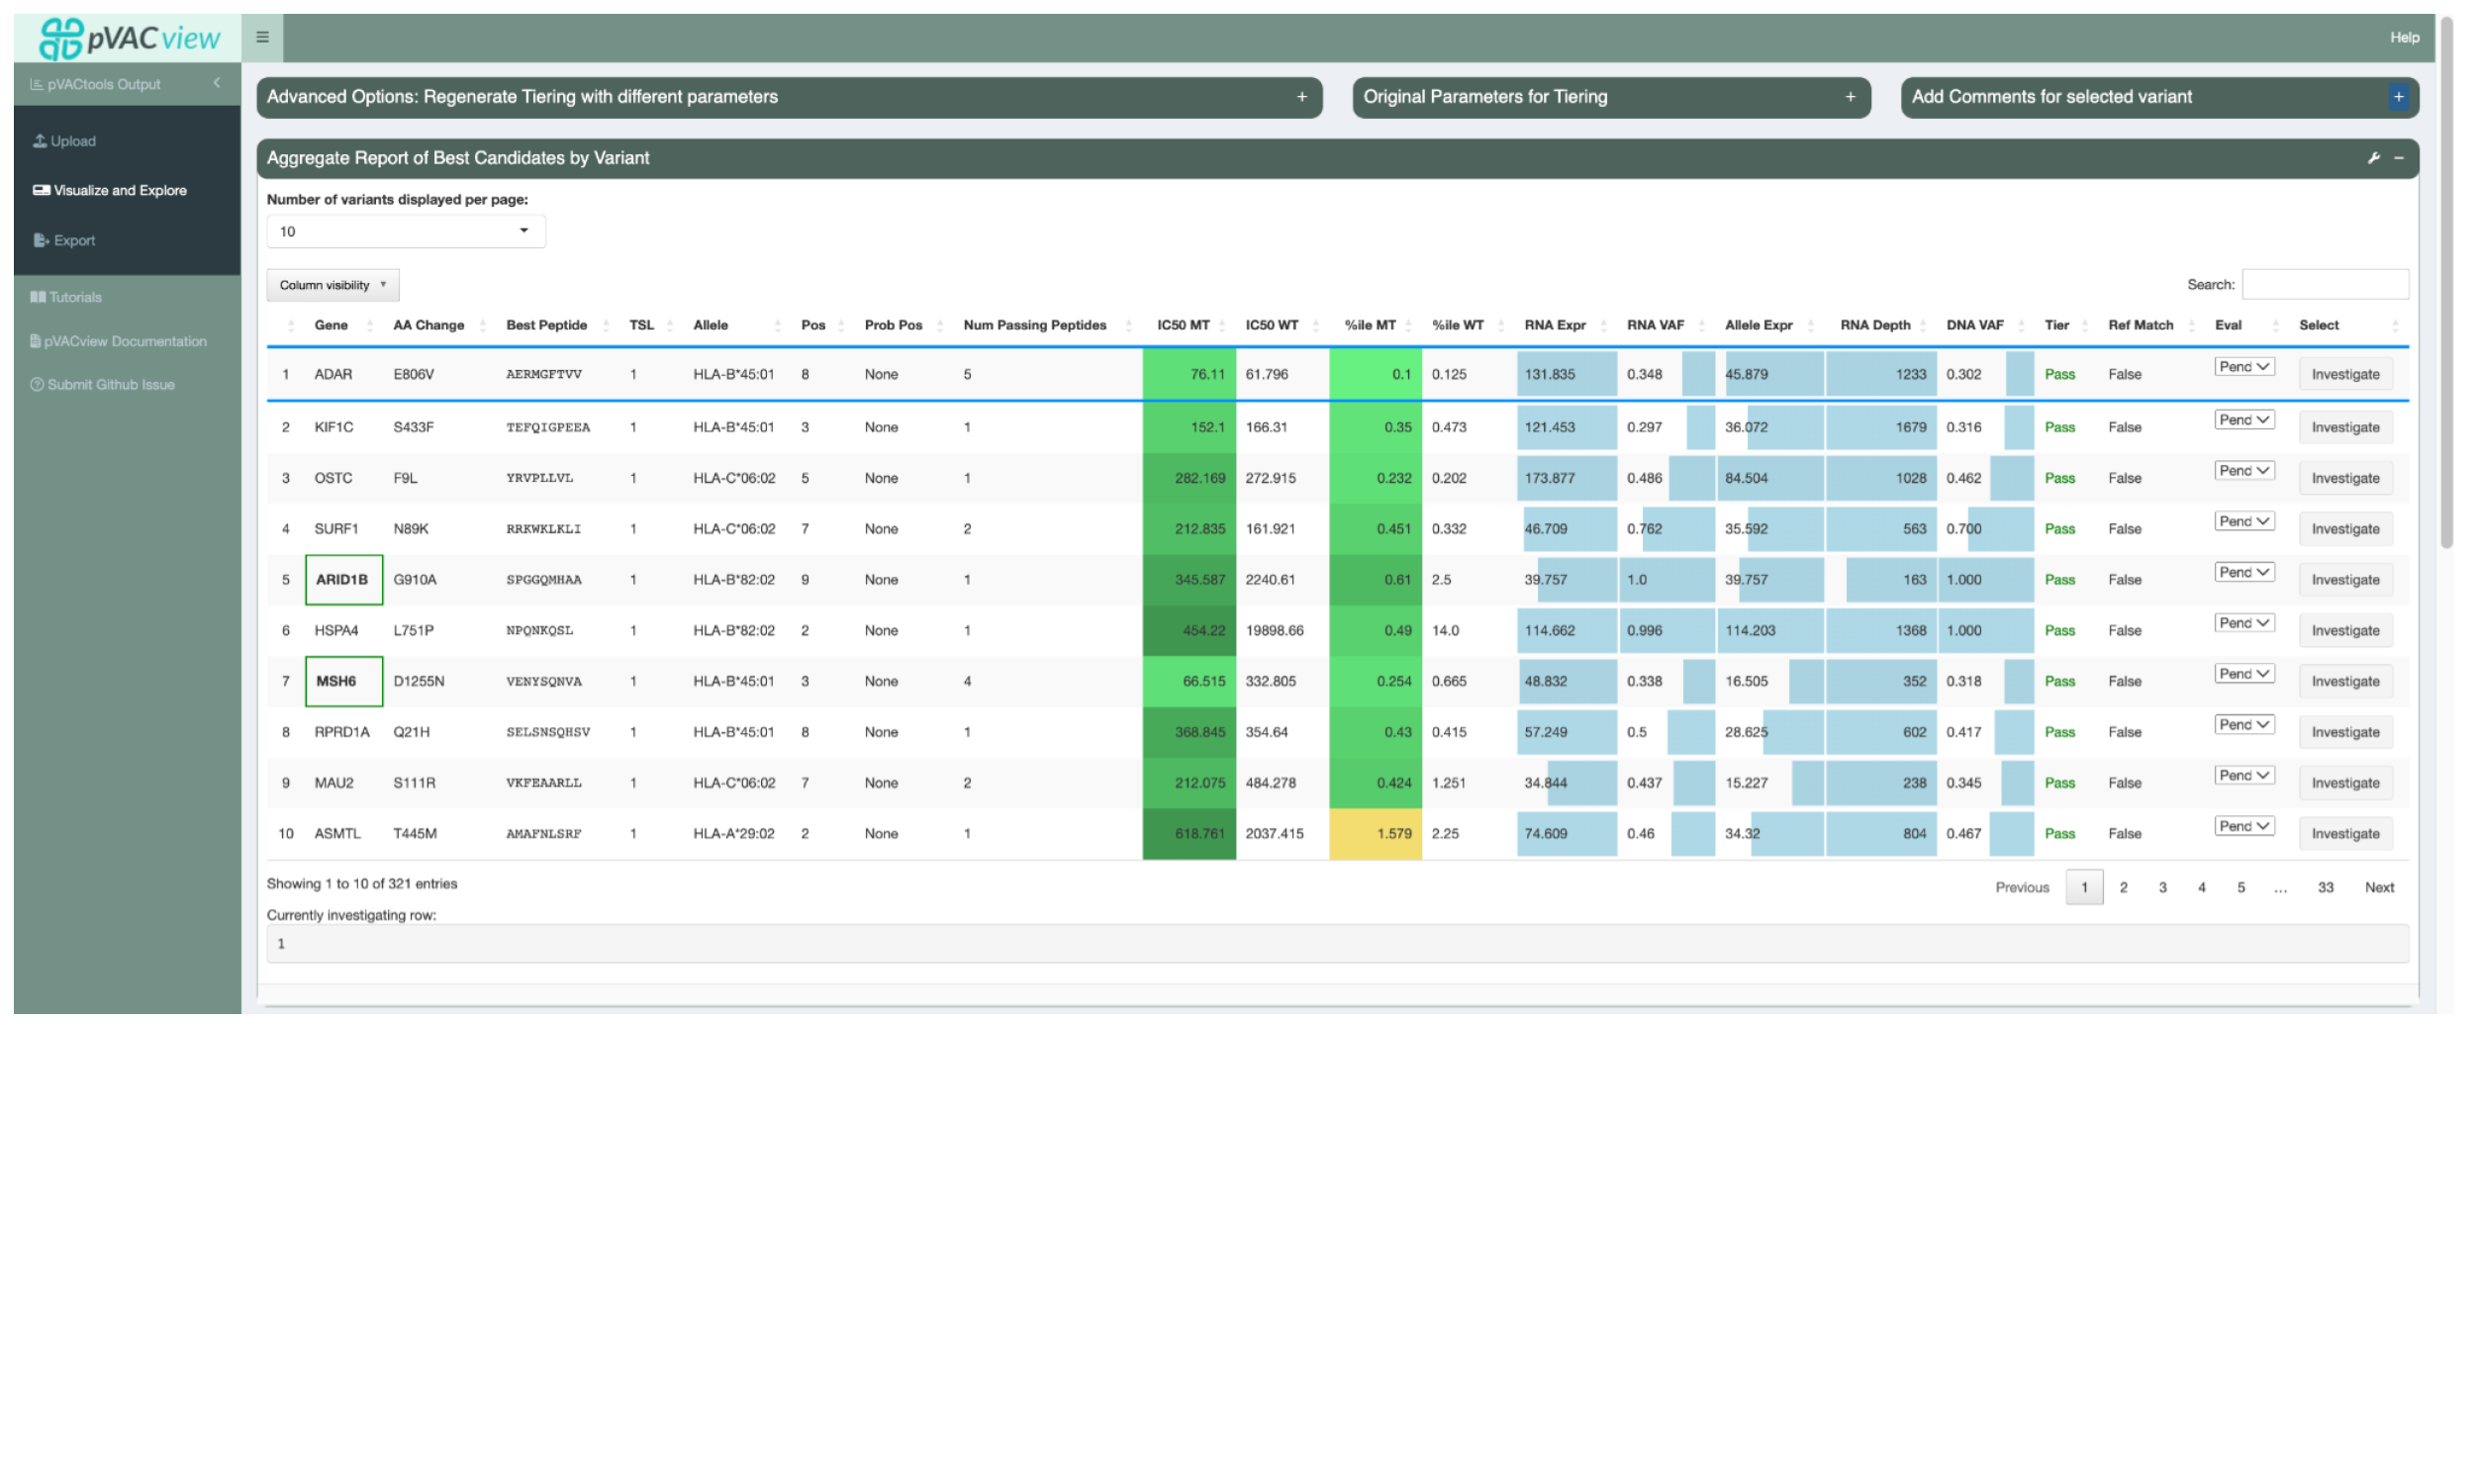 pVACview
Help
pVACtools Output
Upload
Visualize and Explore
Export
Tutorials
pVACview Documentation
Submit Github Issue
Advanced Options: Regenerate Tiering with different parameters +
Original Parameters for Tiering +
Add Comments for selected variant +
Aggregate Report of Best Candidates by Variant
Number of variants displayed per page:
10
Column visibility
Search:
Gene AA Change Best Peptide TSL Allele Pos Prob Pos Num Passing Peptides IC50 MT IC50 WT %ile MT %ile WT RNA Expr RNA VAF Allele Expr RNA Depth DNA VAF Tier Ref Match Eval Select
1 ADAR E806V AERMGFTVV 1 HLA-B*45:01 8 None 5 76.11 61.796 0.1 0.125 131.835 0.348 45.879 1233 0.302 Pass False Pend Investigate
2 KIF1C S433F TEFQIGPEEA 1 HLA-B*45:01 3 None 1 152.1 166.31 0.35 0.473 121.453 0.297 36.072 1679 0.316 Pass False Pend Investigate
3 OSTC F9L YRVPLLVL 1 HLA-C*06:02 5 None 1 282.169 272.915 0.232 0.202 173.877 0.486 84.504 1028 0.462 Pass False Pend Investigate
4 SURF1 N89K RRKWKLKLI 1 HLA-C*06:02 7 None 2 212.835 161.921 0.451 0.332 46.709 0.762 35.592 563 0.700 Pass False Pend Investigate
5 ARID1B G910A SPGGQMHAA 1 HLA-B*82:02 9 None 1 345.587 2240.61 0.61 2.5 39.757 1.0 39.757 163 1.000 Pass False Pend Investigate
6 HSPA4 L751P NPQNKQSL 1 HLA-B*82:02 2 None 1 454.22 19898.66 0.49 14.0 114.662 0.996 114.203 1368 1.000 Pass False Pend Investigate
7 MSH6 D1255N VENYSQNVA 1 HLA-B*45:01 3 None 4 66.515 332.805 0.254 0.665 48.832 0.338 16.505 352 0.318 Pass False Pend Investigate
8 RPRD1A Q21H SELSNSQHSV 1 HLA-B*45:01 8 None 1 368.845 354.64 0.43 0.415 57.249 0.5 28.625 602 0.417 Pass False Pend Investigate
9 MAU2 S111R VKFEAARLL 1 HLA-C*06:02 7 None 2 212.075 484.278 0.424 1.251 34.844 0.437 15.227 238 0.345 Pass False Pend Investigate
10 ASMTL T445M AMAFNLSRF 1 HLA-A*29:02 2 None 1 618.761 2037.415 1.579 2.25 74.609 0.46 34.32 804 0.467 Pass False Pend Investigate
Showing 1 to 10 of 321 entries
Previous 1 2 3 4 5 … 33 Next
Currently investigating row:
1